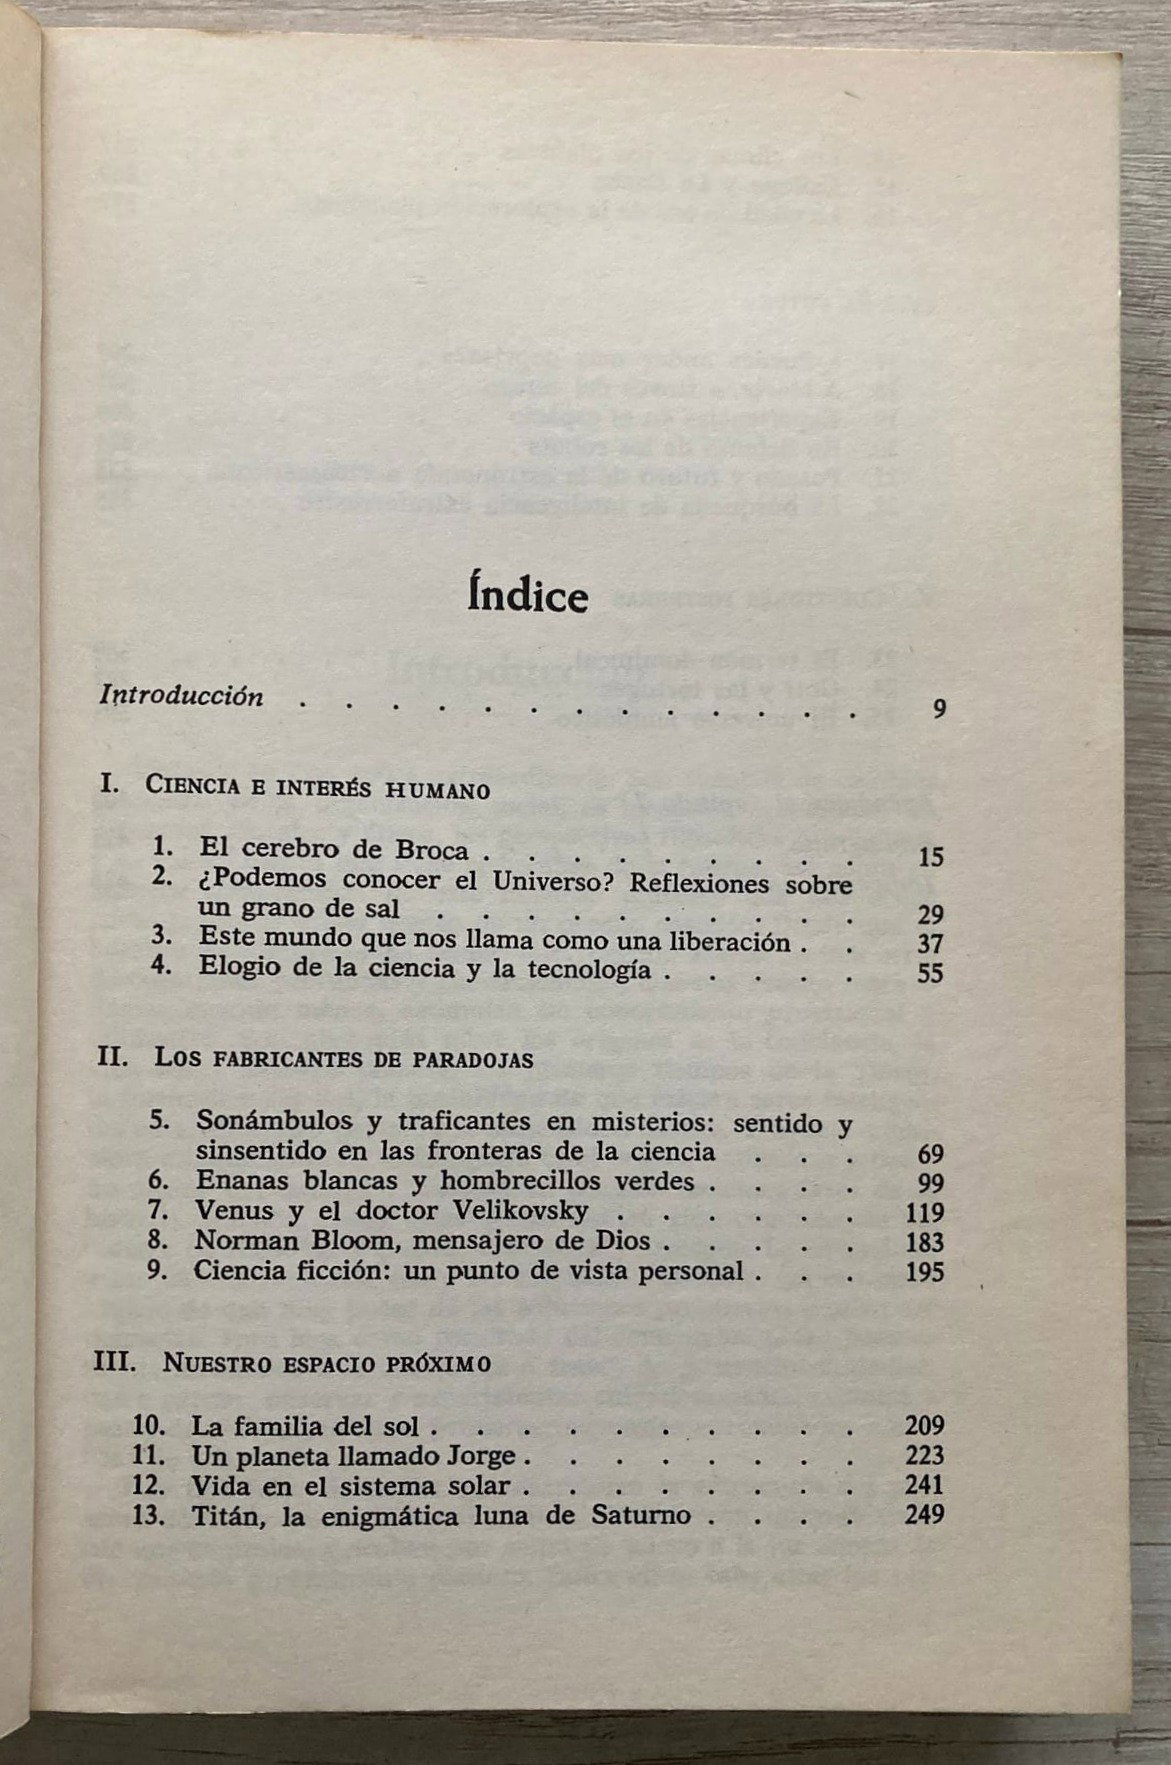 Índice
Introducción . . . . . . . . . . . . . 9
I. CIENCIA E INTERÉS HUMANO
1. El cerebro de Broca . . . . . . . . . 15
2. ¿Podemos conocer el Universo? Reflexiones sobre
un grano de sal . . . . . . . . . . 29
3. Este mundo que nos llama como una liberación . . 37
4. Elogio de la ciencia y la tecnología . . . . . 55
II. LOS FABRICANTES DE PARADOJAS
5. Sonámbulos y traficantes en misterios: sentido y
sinsentido en las fronteras de la ciencia . . . 69
6. Enanas blancas y hombrecillos verdes . . . . 99
7. Venus y el doctor Velikovsky . . . . . . 119
8. Norman Bloom, mensajero de Dios . . . . . 183
9. Ciencia ficción: un punto de vista personal . . . 195
III. NUESTRO ESPACIO PRÓXIMO
10. La familia del sol . . . . . . . . . . 209
11. Un planeta llamado Jorge . . . . . . . . 223
12. Vida en el sistema solar . . . . . . . . 241
13. Titán, la enigmática luna de Saturno . . . . 249